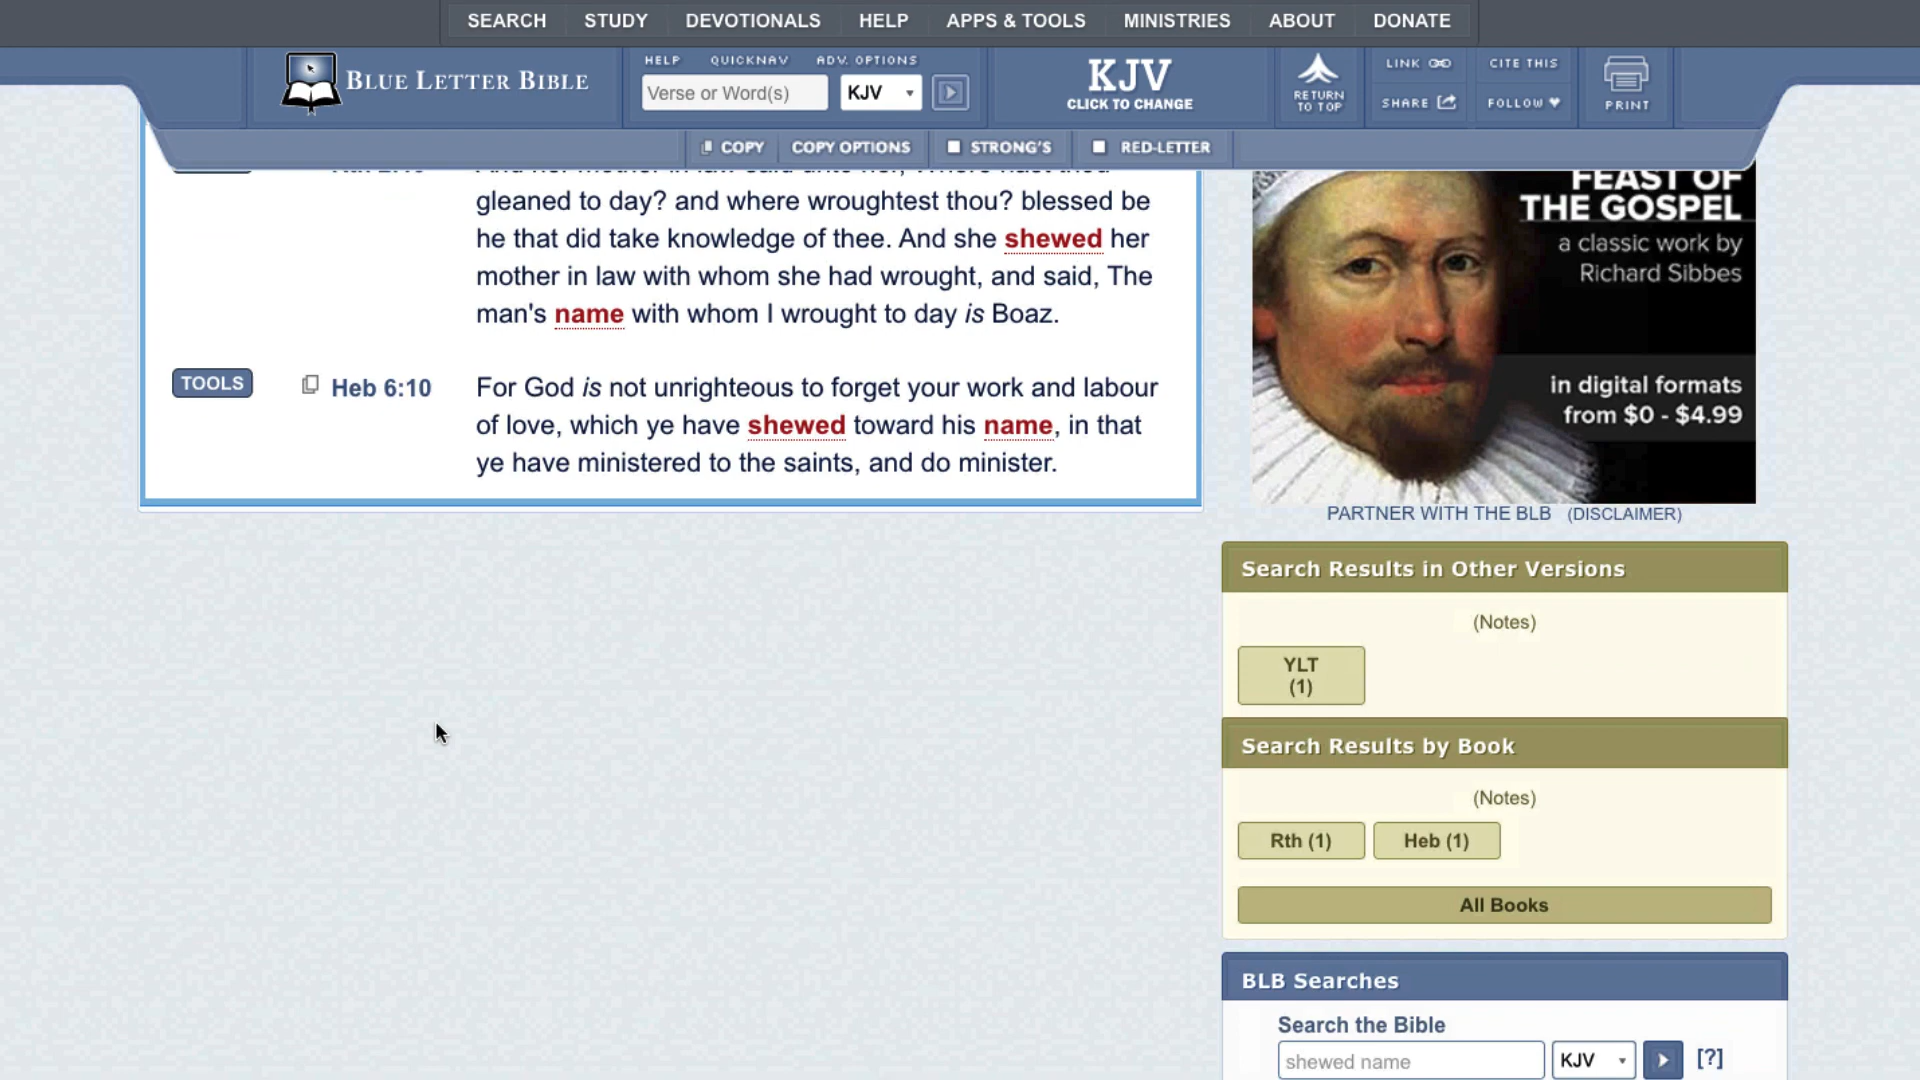 SEARCH STUDY DEVOTIONALS HELP APPS & TOOLS MINISTRIES ABOUT DONATE
BLUE LETTER BIBLE
HELP QUICKNAV ADV. OPTIONS
Verse or Word(s) KJV
KJV
CLICK TO CHANGE
RETURN
TO TOP
LINK CITE THIS
SHARE FOLLOW
PRINT
COPY COPY OPTIONS STRONG'S RED-LETTER
gleaned to day? and where wroughtest thou? blessed be
he that did take knowledge of thee. And she shewed her
mother in law with whom she had wrought, and said, The
man's name with whom I wrought to day is Boaz.
TOOLS Heb 6:10 For God is not unrighteous to forget your work and labour
of love, which ye have shewed toward his name, in that
ye have ministered to the saints, and do minister.
FEAST OF
THE GOSPEL
a classic work by
Richard Sibbes
in digital formats
from $0 - $4.99
PARTNER WITH THE BLB (DISCLAIMER)
Search Results in Other Versions
(Notes)
YLT
(1)
Search Results by Book
(Notes)
Rth (1) Heb (1)
All Books
BLB Searches
Search the Bible
shewed name KJV [?]